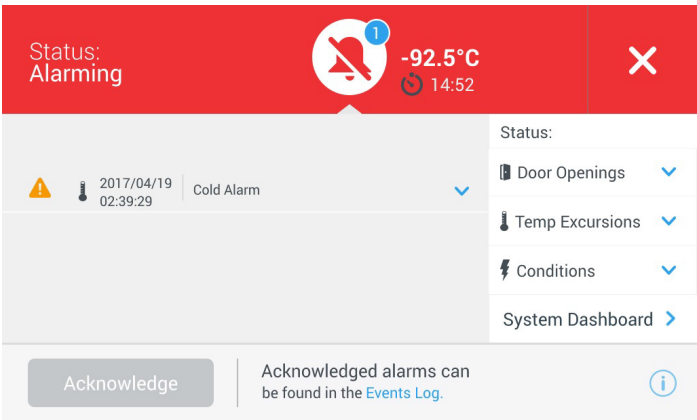 Status:
Alarming
1
-92.5°C
14:52
Status:
2017/04/19
02:39:29
Cold Alarm
Door Openings
Temp Excursions
Conditions
System Dashboard
Acknowledge
Acknowledged alarms can
be found in the Events Log.